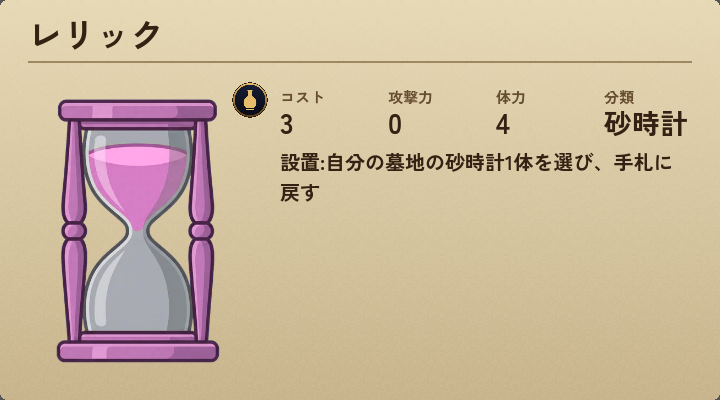 レリック
コスト 攻撃力 体力 分類
3 0 4 砂時計
設置:自分の墓地の砂時計1体を選び、手札に
戻す